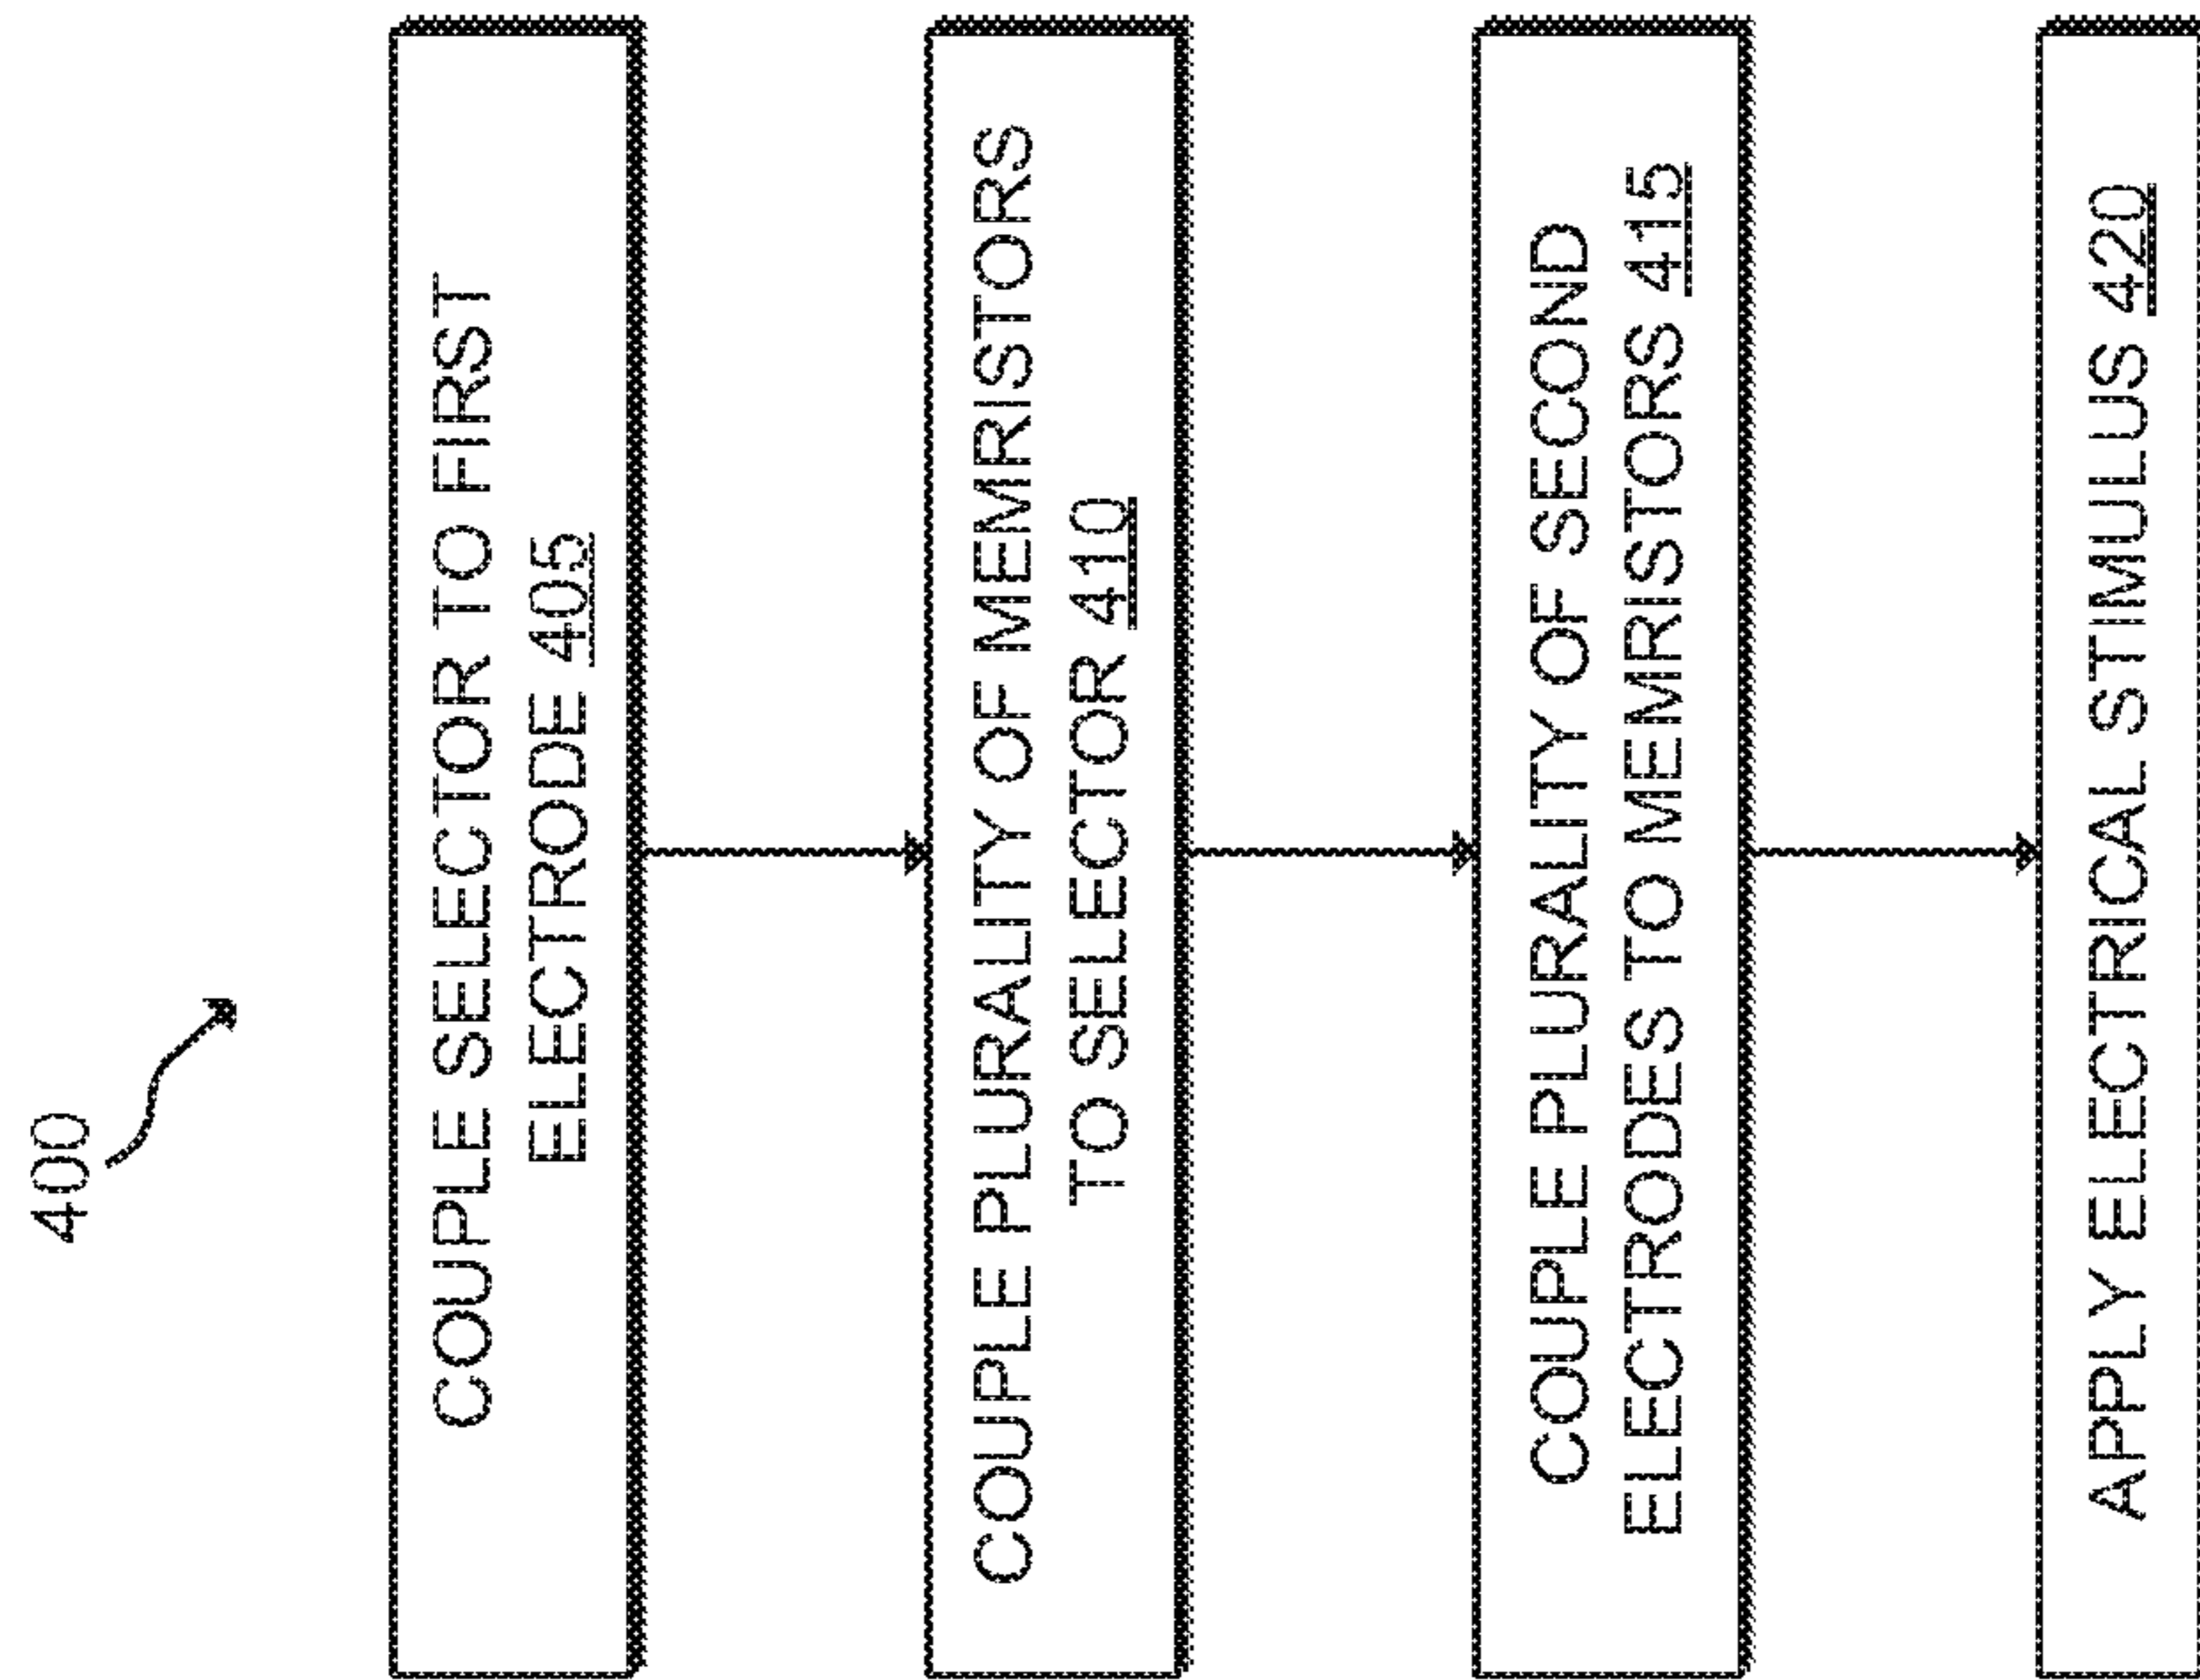 400
COUPLE SELECTOR TO FIRST
ELECTRODE 405
COUPLE PLURALITY OF MEMRISTORS
TO SELECTOR 410
COUPLE PLURALITY OF SECOND
ELECTRODES TO MEMRISTORS 415
APPLY ELECTRICAL STIMULUS 420